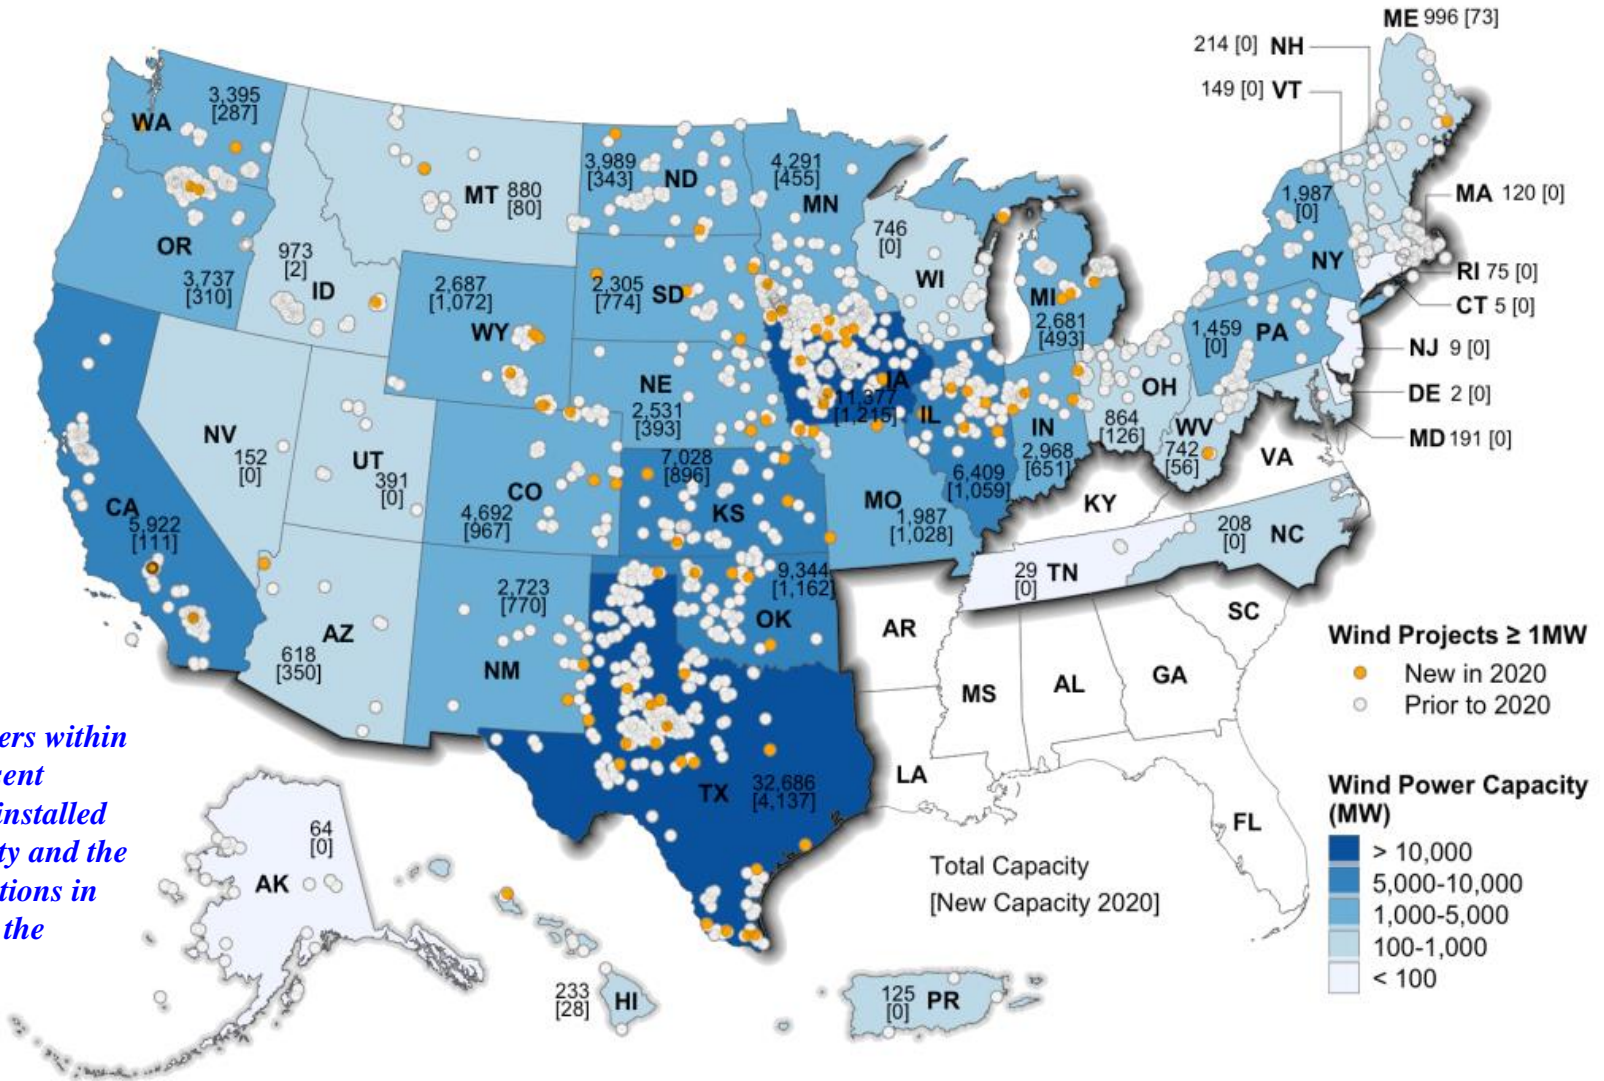 ME 996 [73]
214 [0] NH
149 [0] VT
3,395
[287]
WA
MT 880
[80]
3,989
[343]
ND
4,291
[455]
MN
746
[0]
WI
1,987
[0]
NY
MA 120 [0]
RI 75 [0]
CT 5 [0]
NJ 9 [0]
DE 2 [0]
MD 191 [0]
OR
3,737
[310]
973
[2]
ID
2,687
[1,072]
WY
2,305
[774]
SD
MI
2,681
[493]
1,459
[0]
PA
NE
2,531
[393]
IA
11,377
[1,215]
IL
6,409
[1,059]
IN
2,968
[651]
OH
864
[126]
WV
742
[56]
VA
NV
152
[0]
UT
391
[0]
CO
4,692
[967]
7,028
[896]
KS
MO
1,987
[1,028]
KY
CA
5,922
[111]
208
[0]
NC
29
[0]
TN
AZ
618
[350]
2,723
[770]
NM
9,344
[1,162]
OK
AR
SC
MS
AL
GA
LA
FL
TX
32,686
[4,137]
Wind Projects ≥ 1MW
New in 2020
Prior to 2020
ers within
sent
installed
ty and the
tions in
the
64
[0]
AK
233
[28]
HI
125
[0]
PR
Total Capacity
[New Capacity 2020]
Wind Power Capacity
(MW)
> 10,000
5,000-10,000
1,000-5,000
100-1,000
< 100